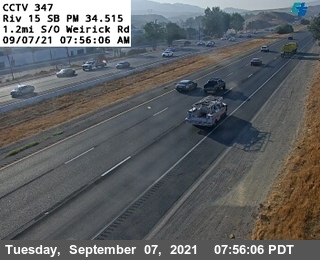 CCTV 347
Riv 15 SB PM 34.515
1.2mi S/O Weirick Rd
09/07/21 07:56:06 AM
Tuesday, September 07, 2021 07:56:06 PDT